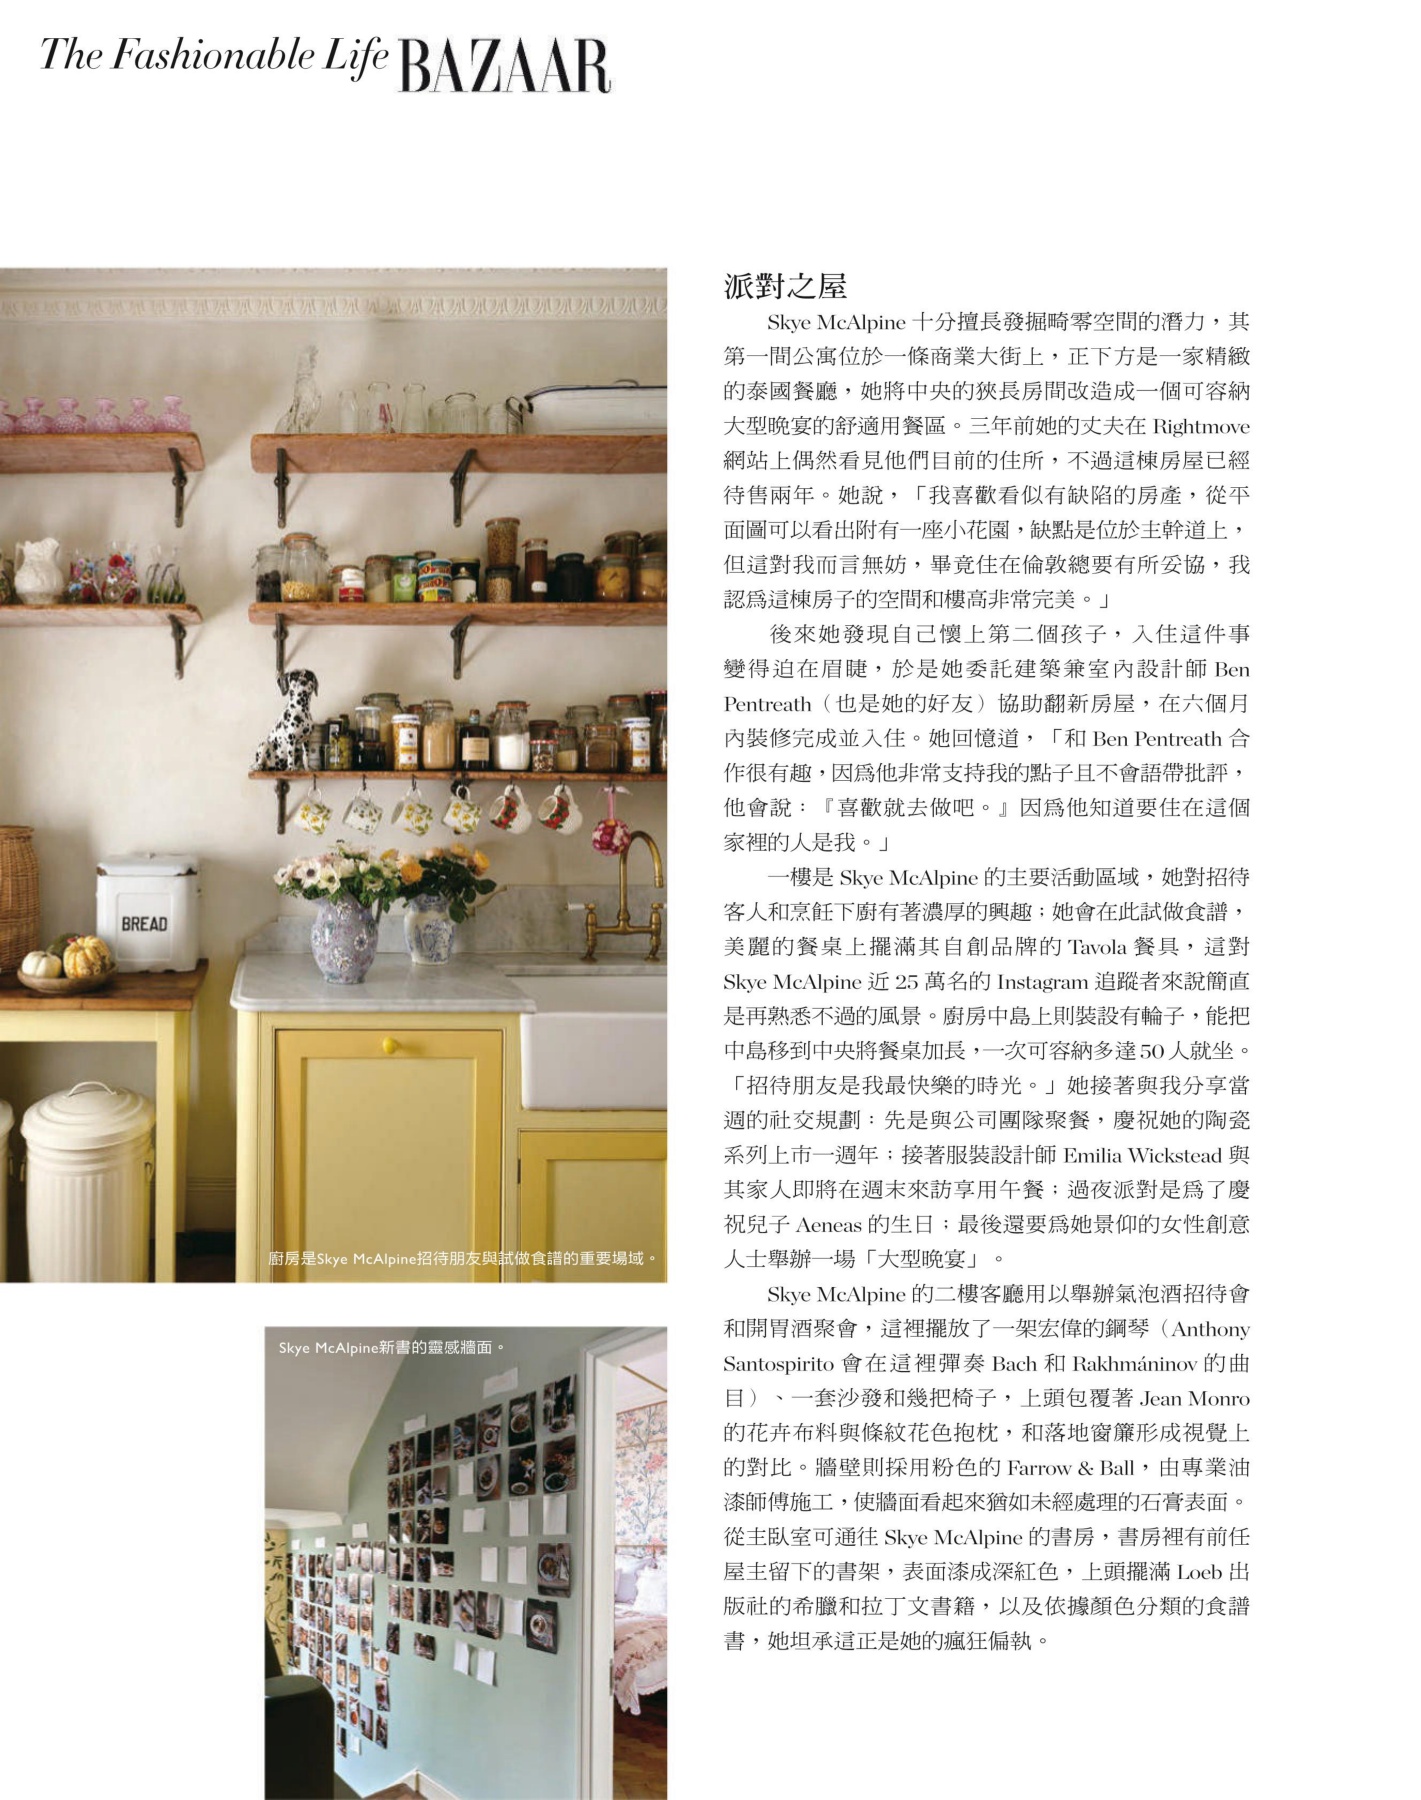 The Fashionable Life BAZAAR
派對之屋
Skye McAlpine 十分擅長發掘畸零空間的潛力，其
第一間公寓位於一條商業大街上，正下方是一家精緻
的泰國餐廳，她將中央的狹長房間改造成一個可容納
大型晚宴的舒適用餐區。三年前她的丈夫在 Rightmove
網站上偶然看見他們目前的住所，不過這棟房屋已經
待售兩年。她說，「我喜歡看似有缺陷的房產，從平
面圖可以看出附有一座小花園，缺點是位於主幹道上，
但這對我而言無妨，畢竟住在倫敦總要有所妥協，我
認為這棟房子的空間和樓高非常完美。」
後來她發現自己懷上第二個孩子，入住這件事
變得迫在眉睫，於是她委託建築兼室內設計師 Ben
Pentreath（也是她的好友）協助翻新房屋，在六個月
內裝修完成並入住。她回憶道，「和 Ben Pentreath 合
作很有趣，因為他非常支持我的點子且不會語帶批評，
他會說：『喜歡就去做吧。』因為他知道要住在這個
家裡的人是我。」
一樓是 Skye McAlpine 的主要活動區域，她對招待
客人和烹飪下廚有著濃厚的興趣；她會在此試做食譜，
美麗的餐桌上擺滿其自創品牌的 Tavola 餐具，這對
Skye McAlpine 近 25 萬名的 Instagram 追蹤者來說簡直
是再熟悉不過的風景。廚房中島上則裝設有輪子，能把
中島移到中央將餐桌加長，一次可容納多達 50 人就坐。
「招待朋友是我最快樂的時光。」她接著與我分享當
週的社交規劃：先是與公司團隊聚餐，慶祝她的陶瓷
系列上市一週年；接著服裝設計師 Emilia Wickstead 與
其家人即將在週末來訪享用午餐；過夜派對是為了慶
祝兒子 Aeneas 的生日；最後還要為她景仰的女性創意
人士舉辦一場「大型晚宴」。
Skye McAlpine 的二樓客廳用以舉辦氣泡酒招待會
和開胃酒聚會，這裡擺放了一架宏偉的鋼琴（Anthony
Santospirito 會在這裡彈奏 Bach 和 Rakhmáninov 的曲
目）、一套沙發和幾把椅子，上頭包覆著 Jean Monro
的花卉布料與條紋花色抱枕，和落地窗簾形成視覺上
的對比。牆壁則採用粉色的 Farrow & Ball，由專業油
漆師傅施工，使牆面看起來猶如未經處理的石膏表面。
從主臥室可通往 Skye McAlpine 的書房，書房裡有前任
屋主留下的書架，表面漆成深紅色，上頭擺滿 Loeb 出
版社的希臘和拉丁文書籍，以及依據顏色分類的食譜
書，她坦承這正是她的瘋狂偏執。
BREAD
廚房是Skye McAlpine招待朋友與試做食譜的重要場域。
Skye McAlpine新書的靈感牆面。